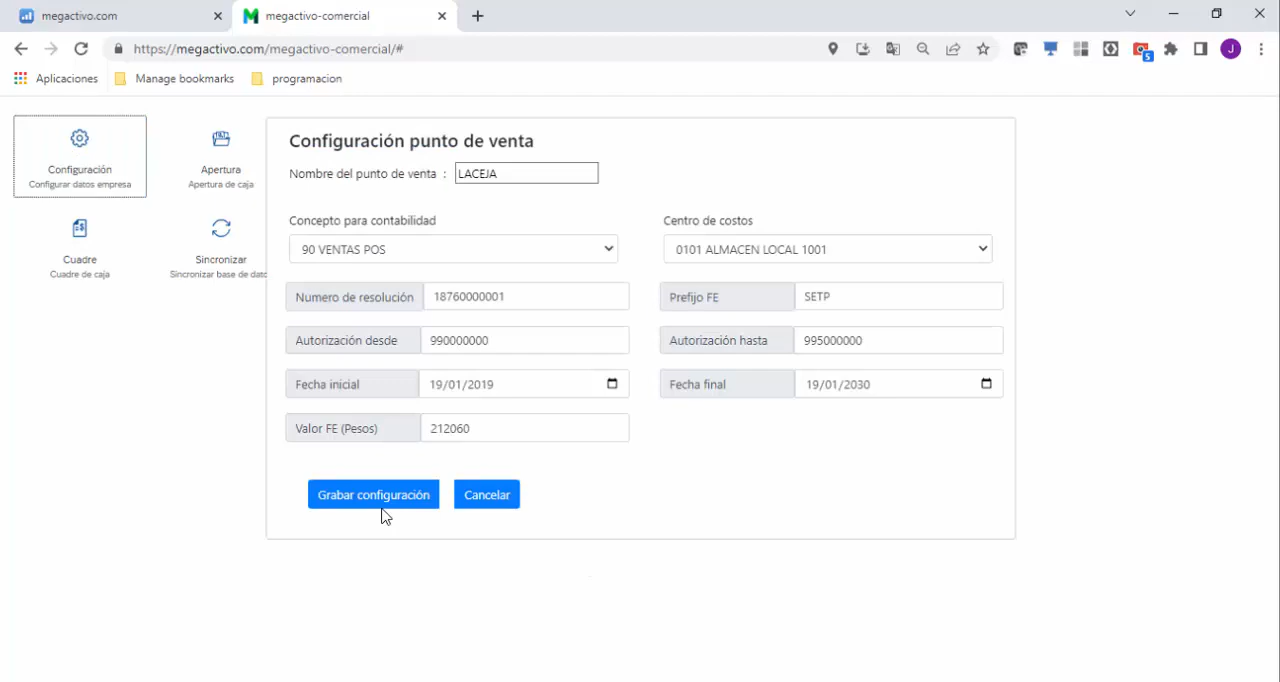 megactivo.com
megactivo-comercial
https://megactivo.com/megactivo-comercial/#
5
J
Aplicaciones
Manage bookmarks
programacion
Configuración
Configurar datos empresa
Apertura
Apertura de caja
Cuadre
Cuadre de caja
Sincronizar
Sincronizar base de dato
Configuración punto de venta
Nombre del punto de venta : LACEJA
Concepto para contabilidad
Centro de costos
90 VENTAS POS
0101 ALMACEN LOCAL 1001
Numero de resolución 18760000001
Prefijo FE SETP
Autorización desde 990000000
Autorización hasta 995000000
Fecha inicial 19/01/2019
Fecha final 19/01/2030
Valor FE (Pesos) 212060
Grabar configuración
Cancelar